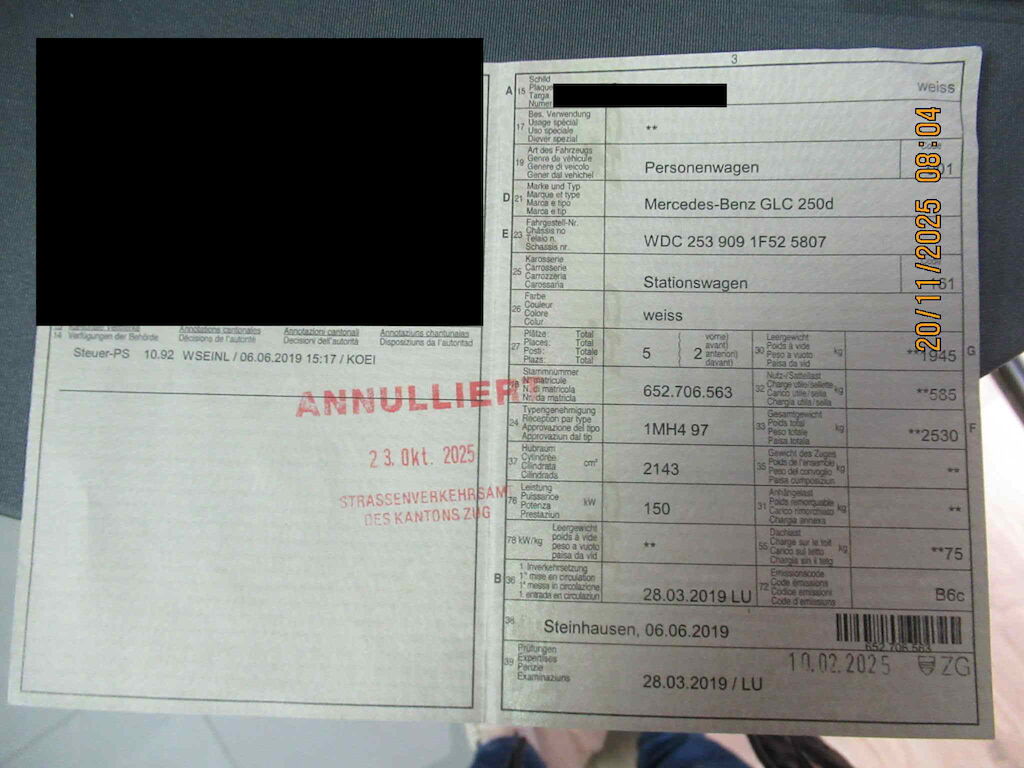 13 Kantonale Vermerke
14 Verfügungen der Behörde
Annotations cantonales
Décisions de l'autorité
Annotazioni cantonali
Decisioni dell'autorità
Annotaziuns chantunalas
Disposiziuns da l'autoritad
Steuer-PS 10.92 WSEINL / 06.06.2019 15:17 / KOEI
ANNULLIERT
23. Okt. 2025
STRASSENVERKEHRSAMT
DES KANTONS ZUG
3
A 15 Schild
Plaque
Targa
Numer
weiss
17 Bes. Verwendung
Usage spécial
Uso speciale
Diever spezial
**
19 Art des Fahrzeugs
Genre de véhicule
Genere di veicolo
Gener dal vehichel
Personenwagen
Code
01
D 21 Marke und Typ
Marque et type
Marca e tipo
Marca e tip
Mercedes-Benz GLC 250d
E 23 Fahrgestell-Nr.
Châssis no
Telaio n.
Schassis nr.
WDC 253 909 1F52 5807
25 Karosserie
Carrosserie
Carrozzeria
Carossaria
Stationswagen
51
26 Farbe
Couleur
Colore
Colur
weiss
27 Plätze: Total
Places: Total
Posti: Totale
Plazs: Total
5
2
vorne)
avant)
anteriori)
davant)
30 Leergewicht
Poids à vide
Peso a vuoto
Paisa da vid
kg
**1945 G
18 Stammnummer
N. matricule
N. di matricola
Nr. da matricla
652.706.563
32 Nutz-/Sattellast
Charge utile/sellette
Carico utile/sella
Chargia utila/sella
kg
**585
24 Typengenehmigung
Réception par type
Approvazione del tipo
Approvaziun dal tip
1MH4 97
33 Gesamtgewicht
Poids total
Peso totale
Paisa totala
kg
**2530 F
37 Hubraum
Cylindrée
Cilindrata
Cilindrada
cm³
2143
35 Gewicht des Zuges
Poids de l'ensemble
Peso del convoglio
Paisa cumposiziun
kg
**
76 Leistung
Puissance
Potenza
Prestaziun
kW
150
31 Anhängelast
Poids remorquable
Carico rimorchiato
Chargia annexa
kg
**
78 kW/kg
Leergewicht
poids à vide
peso a vuoto
paisa da vid
**
55 Dachlast
Charge sur le toit
Carico sul tetto
Chargia sin il tetg
kg
**75
B 36 1. Inverkehrsetzung
1re mise en circulation
1a messa in circolazione
1. entrada en circulaziun
28.03.2019 LU
72 Emissionscode
Code émissions
Codice emissioni
Code d'emissiuns
B6c
38
Steinhausen, 06.06.2019
652.706.563
39 Prüfungen
Expertises
Perizie
Examinaziuns
10.02.2025
ZG
28.03.2019 / LU
20/11/2025 08:04